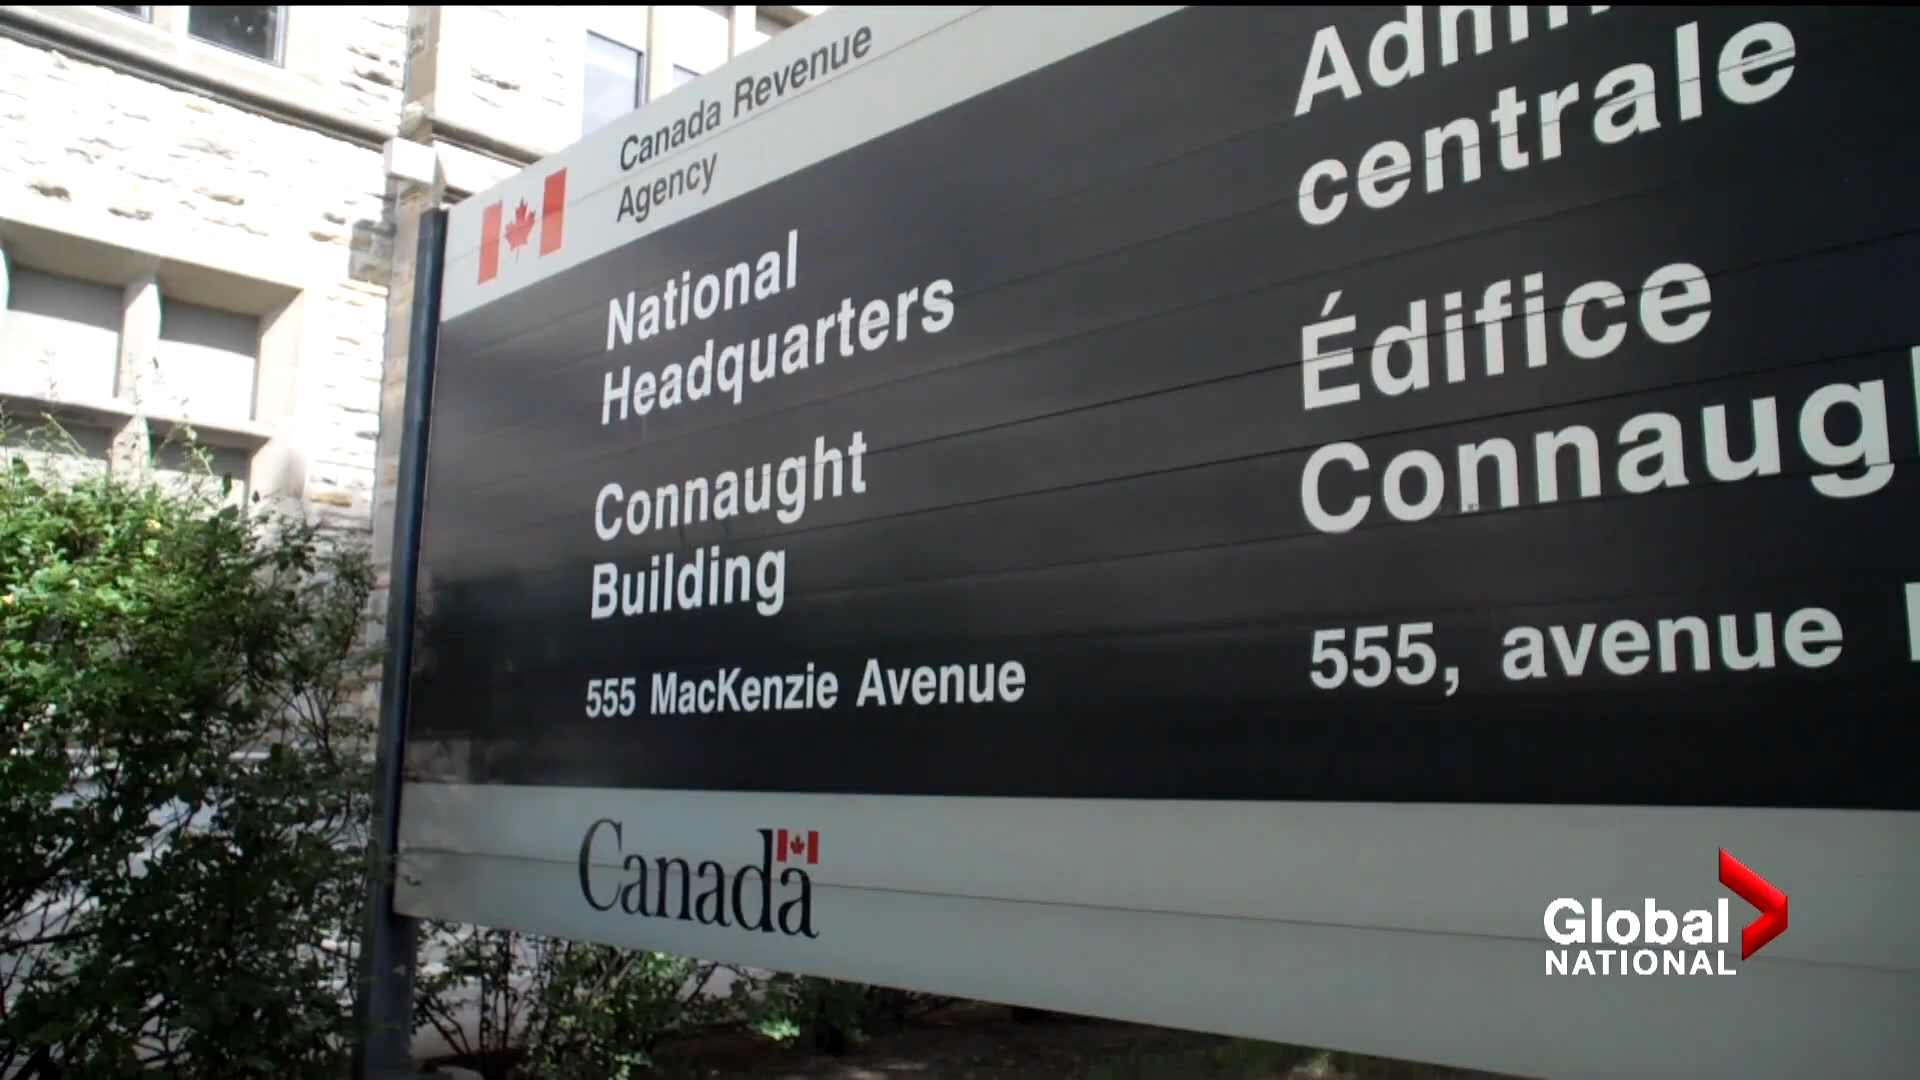 Canada Revenue
Agency
National
Headquarters
Connaught
Building
555 MacKenzie Avenue
centrale
Édifice
555, avenue
Canada
Global
NATIONAL